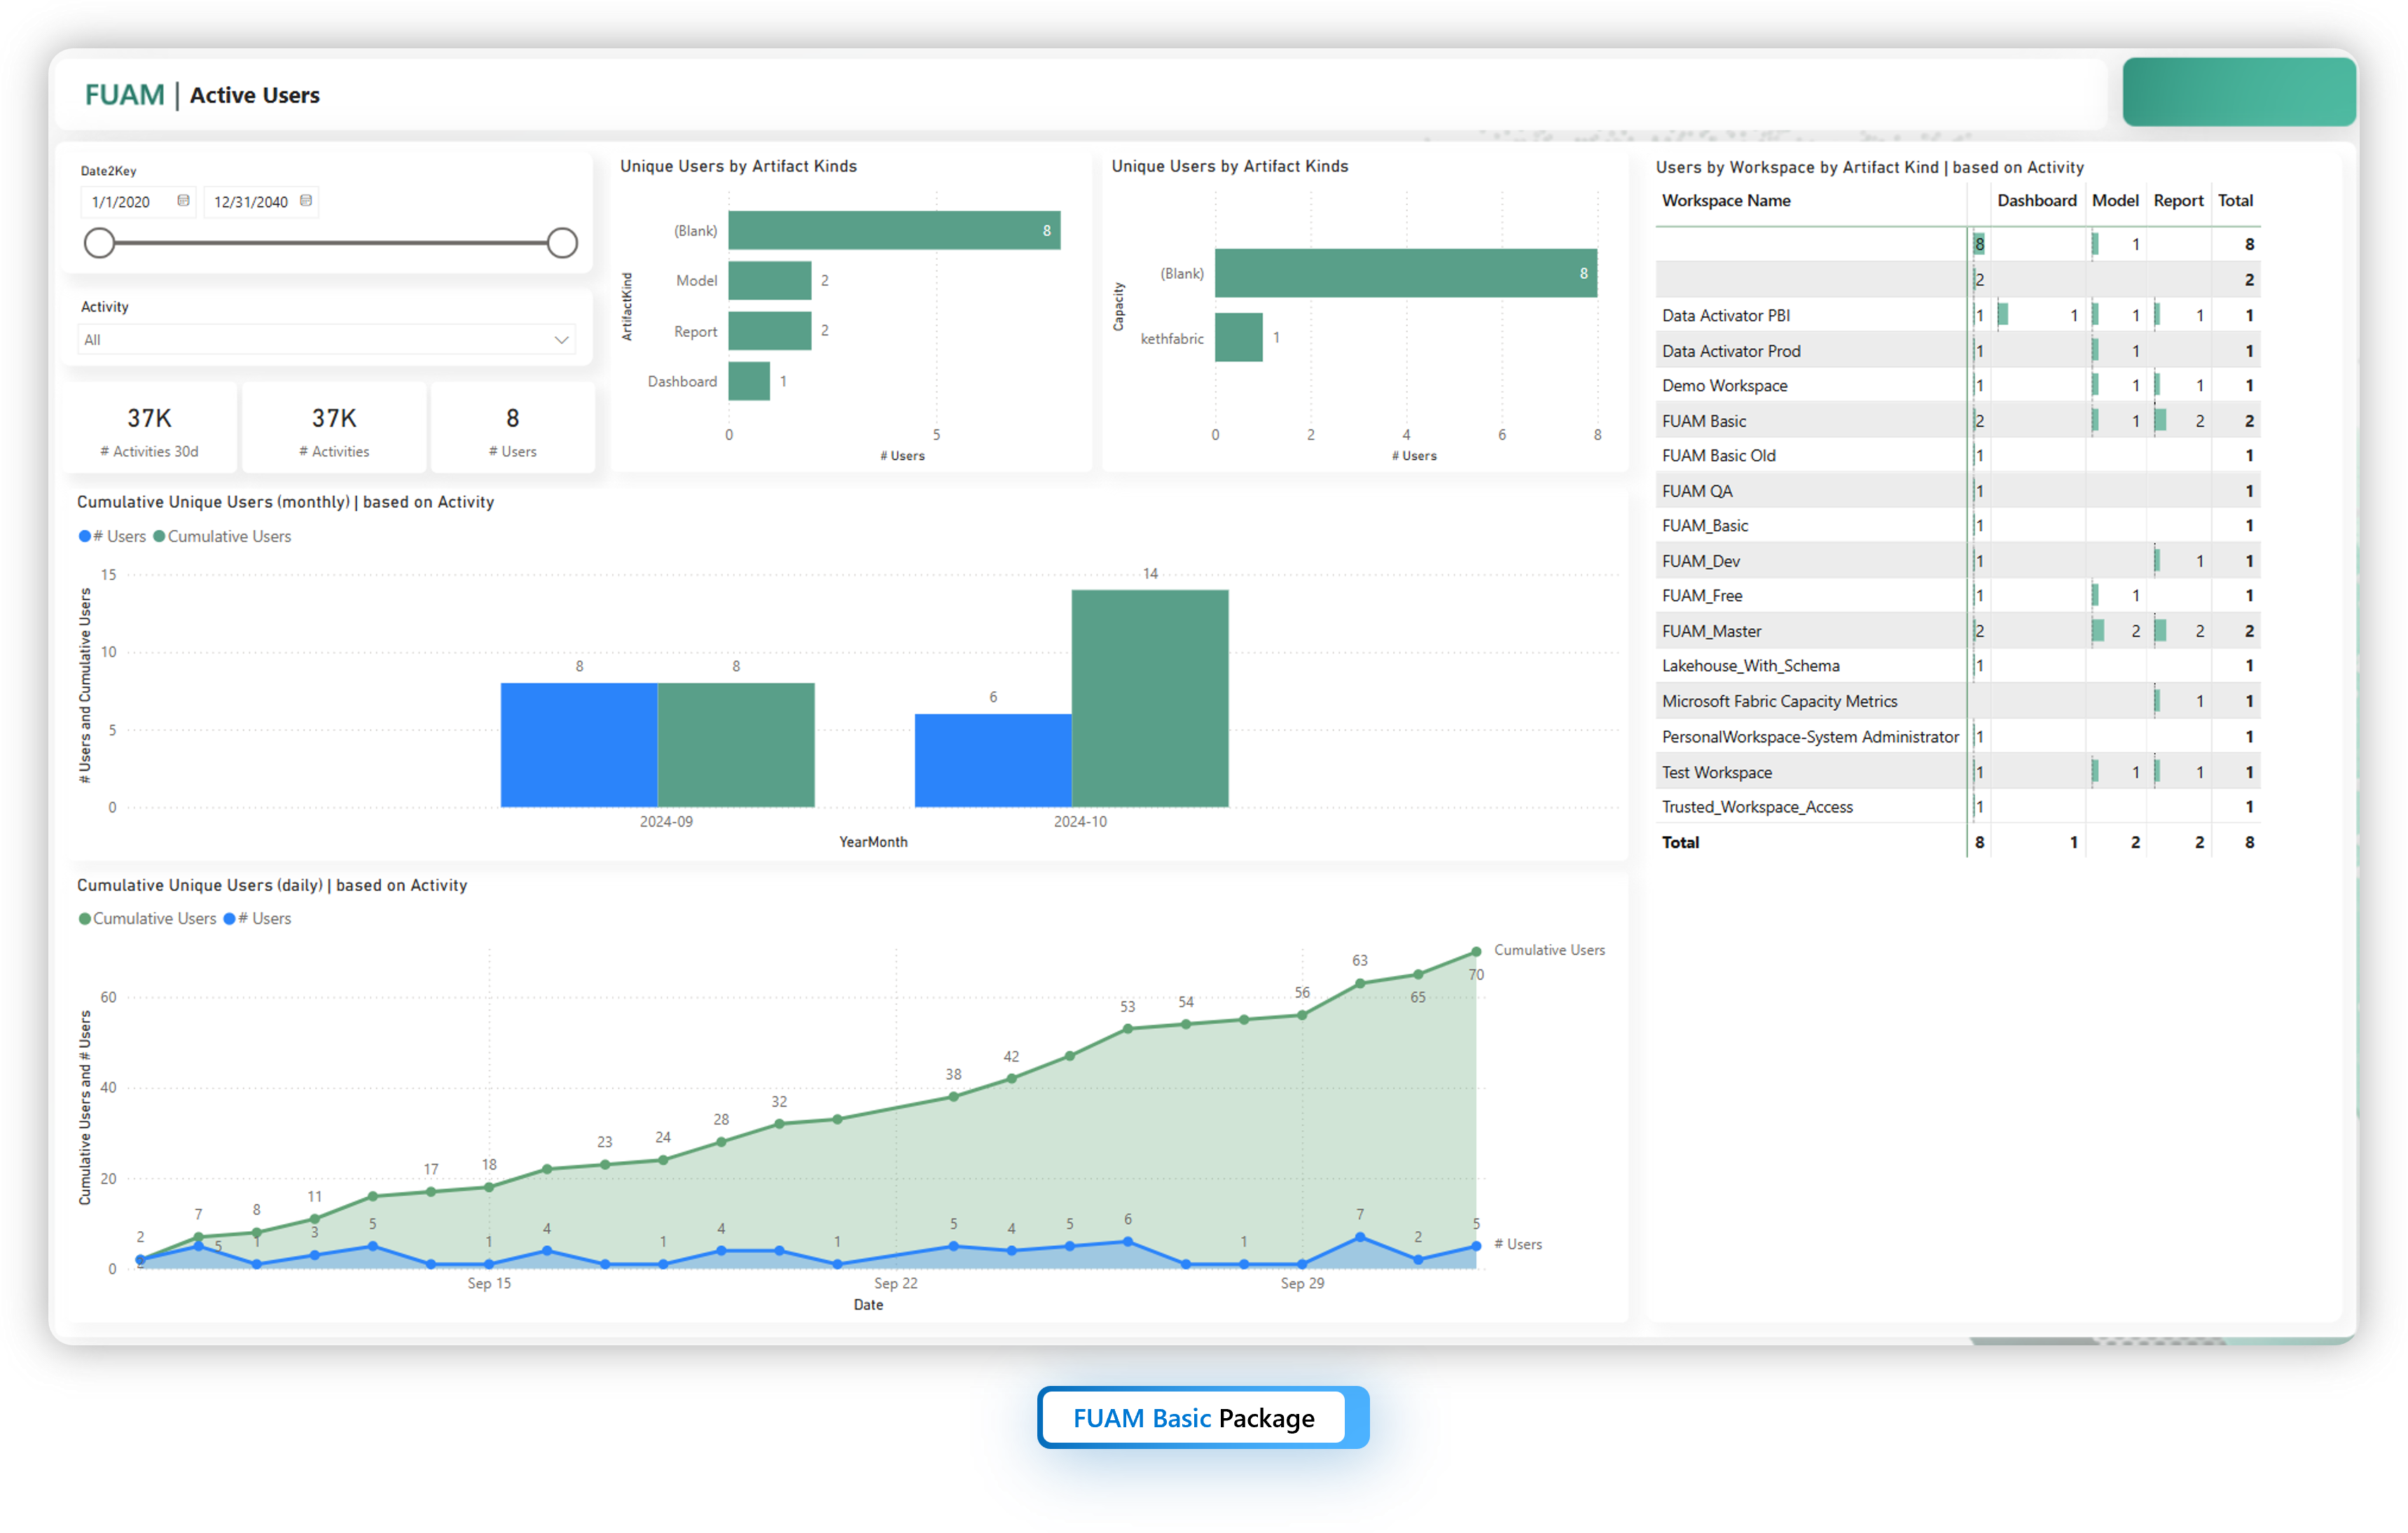 FUAM | Active Users
Date2Key
1/1/2020 12/31/2040
Activity
All
37K
# Activities 30d
37K
# Activities
8
# Users
Unique Users by Artifact Kinds
ArtifactKind
(Blank) 8
Model 2
Report 2
Dashboard 1
0 5
# Users
Unique Users by Artifact Kinds
Capacity
(Blank) 8
kethfabric 1
0 2 4 6 8
# Users
Cumulative Unique Users (monthly) | based on Activity
# Users Cumulative Users
# Users and Cumulative Users
15
10
5
0
8 8 6 14
2024-09 2024-10
YearMonth
Cumulative Unique Users (daily) | based on Activity
Cumulative Users # Users
Cumulative Users and # Users
60
40
20
0
2 7 8 11 17 18 23 24 28 32 38 42 53 54 56 63 65 70
Cumulative Users
2 5 1 3 5 1 4 1 4 1 5 4 5 6 1 7 2 5
# Users
Sep 15 Sep 22 Sep 29
Date
Users by Workspace by Artifact Kind | based on Activity
Workspace Name Dashboard Model Report Total
8 1 8
2 2
Data Activator PBI 1 1 1 1 1
Data Activator Prod 1 1 1
Demo Workspace 1 1 1 1
FUAM Basic 2 1 2 2
FUAM Basic Old 1 1
FUAM QA 1 1
FUAM_Basic 1 1
FUAM_Dev 1 1 1
FUAM_Free 1 1 1
FUAM_Master 2 2 2 2
Lakehouse_With_Schema 1 1
Microsoft Fabric Capacity Metrics 1 1
PersonalWorkspace-System Administrator 1 1
Test Workspace 1 1 1 1
Trusted_Workspace_Access 1 1
Total 8 1 2 2 8
FUAM Basic Package